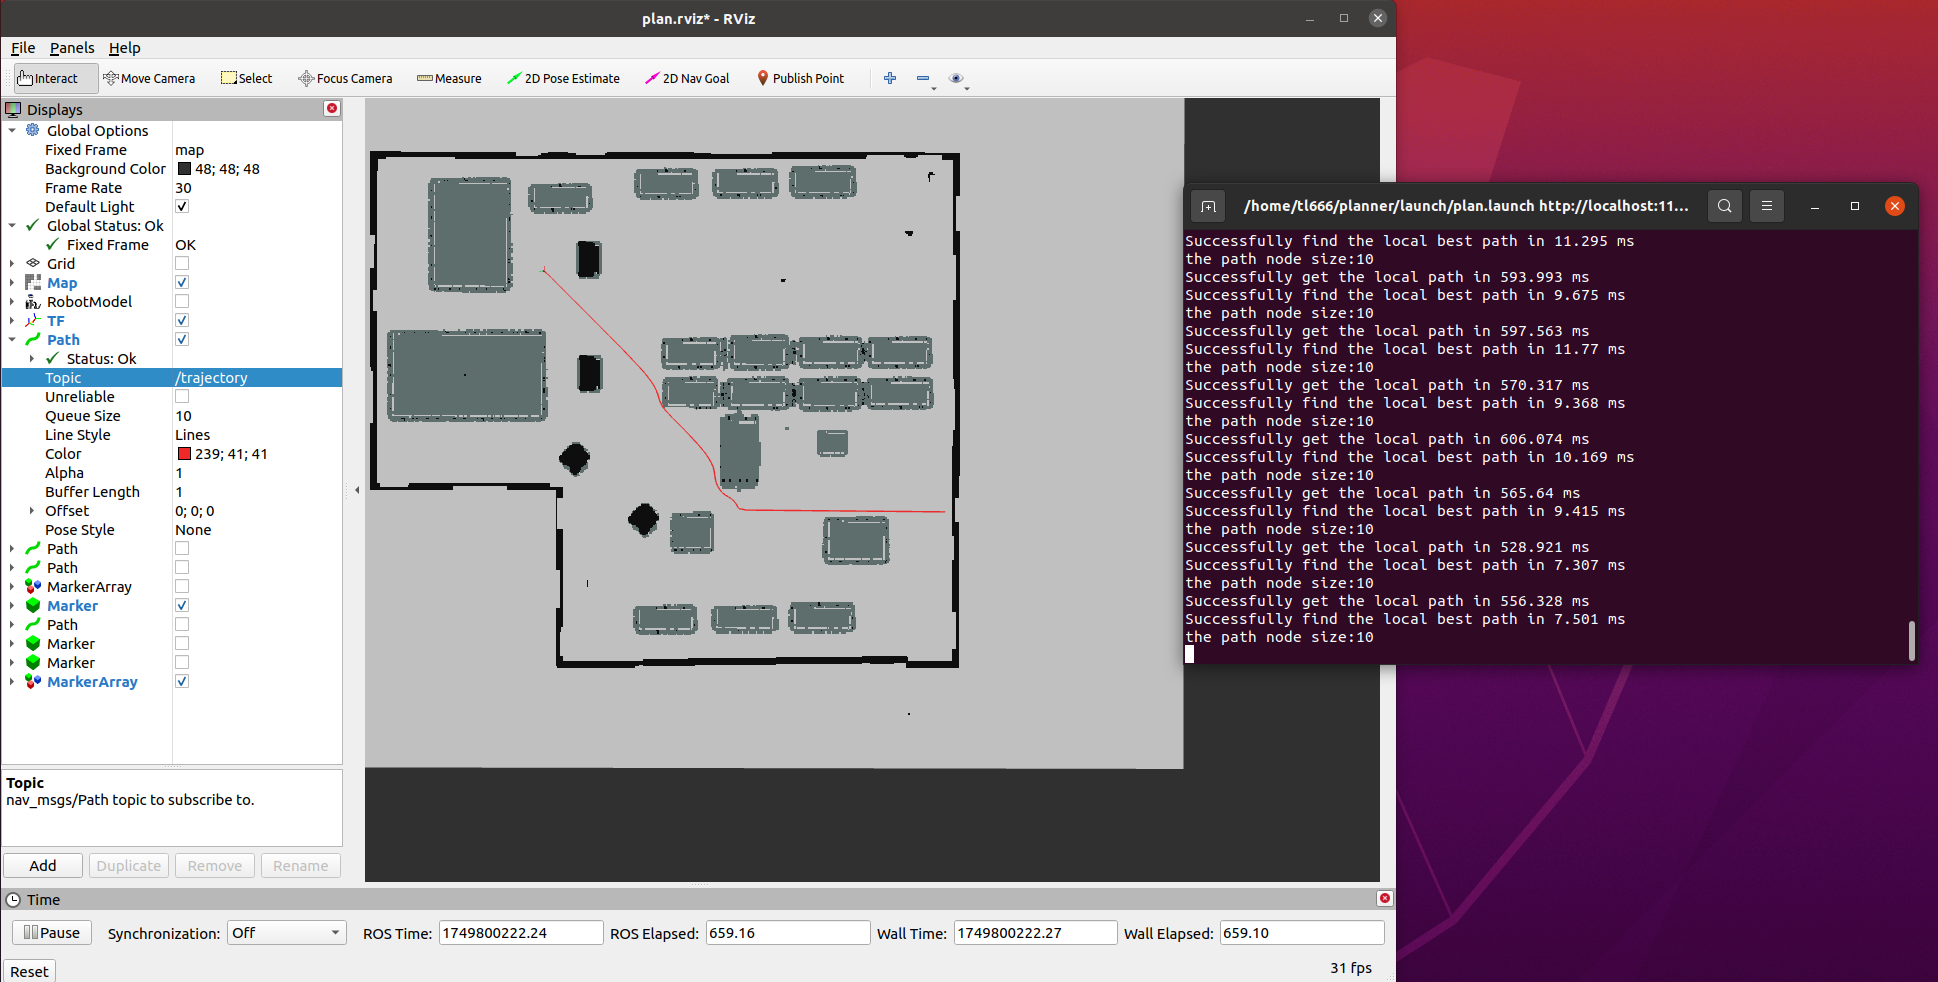 plan.rviz* - RViz
File Panels Help
Interact Move Camera Select Focus Camera Measure 2D Pose Estimate 2D Nav Goal Publish Point
Displays
Global Options
Fixed Frame map
Background Color 48; 48; 48
Frame Rate 30
Default Light
Global Status: Ok
Fixed Frame OK
Grid
Map
RobotModel
TF
Path
Status: Ok
Topic /trajectory
Unreliable
Queue Size 10
Line Style Lines
Color 239; 41; 41
Alpha 1
Buffer Length 1
Offset 0; 0; 0
Pose Style None
Path
Path
MarkerArray
Marker
Path
Marker
Marker
MarkerArray
Topic
nav_msgs/Path topic to subscribe to.
Add Duplicate Remove Rename
Time
Pause Synchronization: Off ROS Time: 1749800222.24 ROS Elapsed: 659.16 Wall Time: 1749800222.27 Wall Elapsed: 659.10
Reset 31 fps
/home/tl666/planner/launch/plan.launch http://localhost:11...
Successfully find the local best path in 11.295 ms
the path node size:10
Successfully get the local path in 593.993 ms
Successfully find the local best path in 9.675 ms
the path node size:10
Successfully get the local path in 597.563 ms
Successfully find the local best path in 11.77 ms
the path node size:10
Successfully get the local path in 570.317 ms
Successfully find the local best path in 9.368 ms
the path node size:10
Successfully get the local path in 606.074 ms
Successfully find the local best path in 10.169 ms
the path node size:10
Successfully get the local path in 565.64 ms
Successfully find the local best path in 9.415 ms
the path node size:10
Successfully get the local path in 528.921 ms
Successfully find the local best path in 7.307 ms
the path node size:10
Successfully get the local path in 556.328 ms
Successfully find the local best path in 7.501 ms
the path node size:10